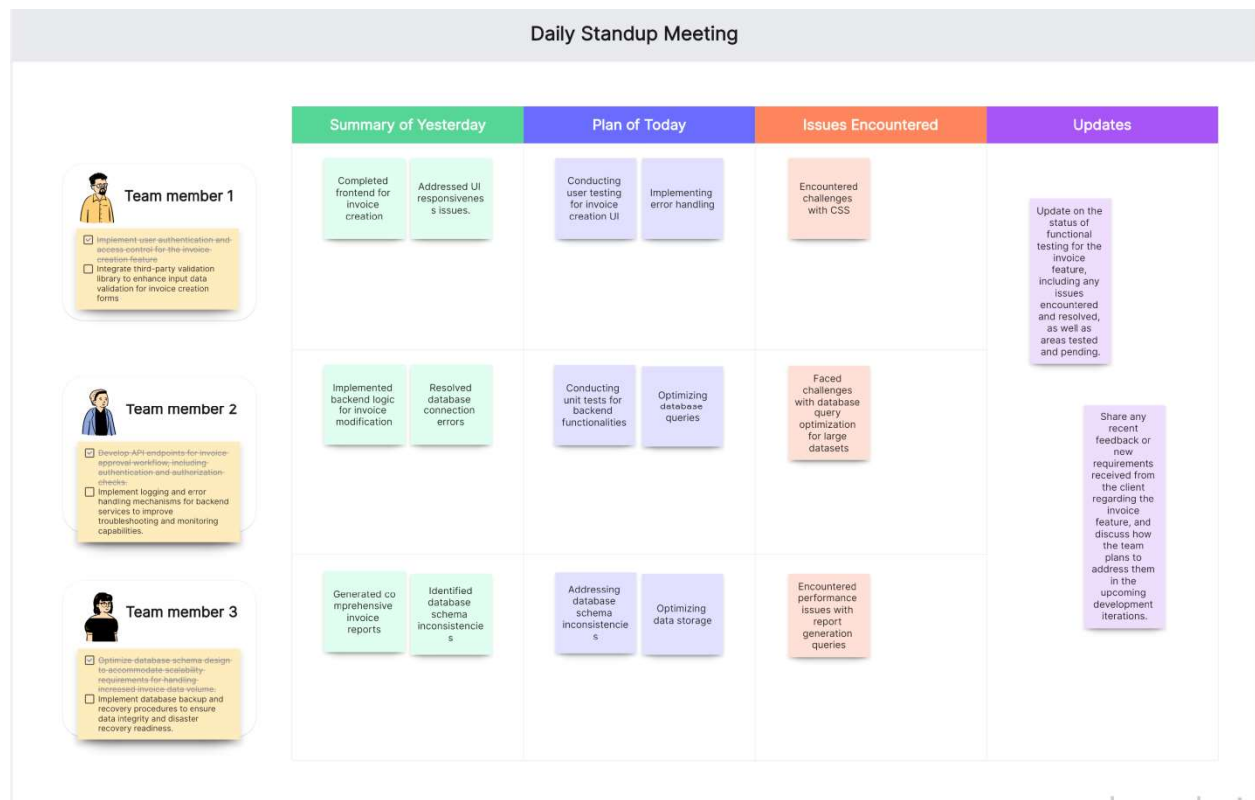 Daily Standup Meeting
Summary of Yesterday
Plan of Today
Issues Encountered
Updates
Team member 1
Implement user authentication and
access control for the invoice
creation feature
Integrate third-party validation
library to enhance input data
validation for invoice creation
forms
Completed
frontend for
invoice
creation
Addressed UI
responsivenes
s issues.
Conducting
user testing
for invoice
creation UI
Implementing
error handling
Encountered
challenges
with CSS
Update on the
status of
functional
testing for the
invoice
feature,
including any
issues
encountered
and resolved,
as well as
areas tested
and pending.
Team member 2
Develop API endpoints for invoice
approval workflow, including
authentication and authorization
checks.
Implement logging and error
handling mechanisms for backend
services to improve
troubleshooting and monitoring
capabilities.
Implemented
backend logic
for invoice
modification
Resolved
database
connection
errors
Conducting
unit tests for
backend
functionalities
Optimizing
database
queries
Faced
challenges
with database
query
optimization
for large
datasets
Share any
recent
feedback or
new
requirements
received from
the client
regarding the
invoice
feature, and
discuss how
the team
plans to
address them
in the
upcoming
development
iterations.
Team member 3
Optimize database schema design
to accommodate scalability
requirements for handling
increased invoice data volume.
Implement database backup and
recovery procedures to ensure
data integrity and disaster
recovery readiness.
Generated co
mprehensive
invoice
reports
Identified
database
schema
inconsistencie
s
Addressing
database
schema
inconsistencie
s
Optimizing
data storage
Encountered
performance
issues with
report
generation
queries